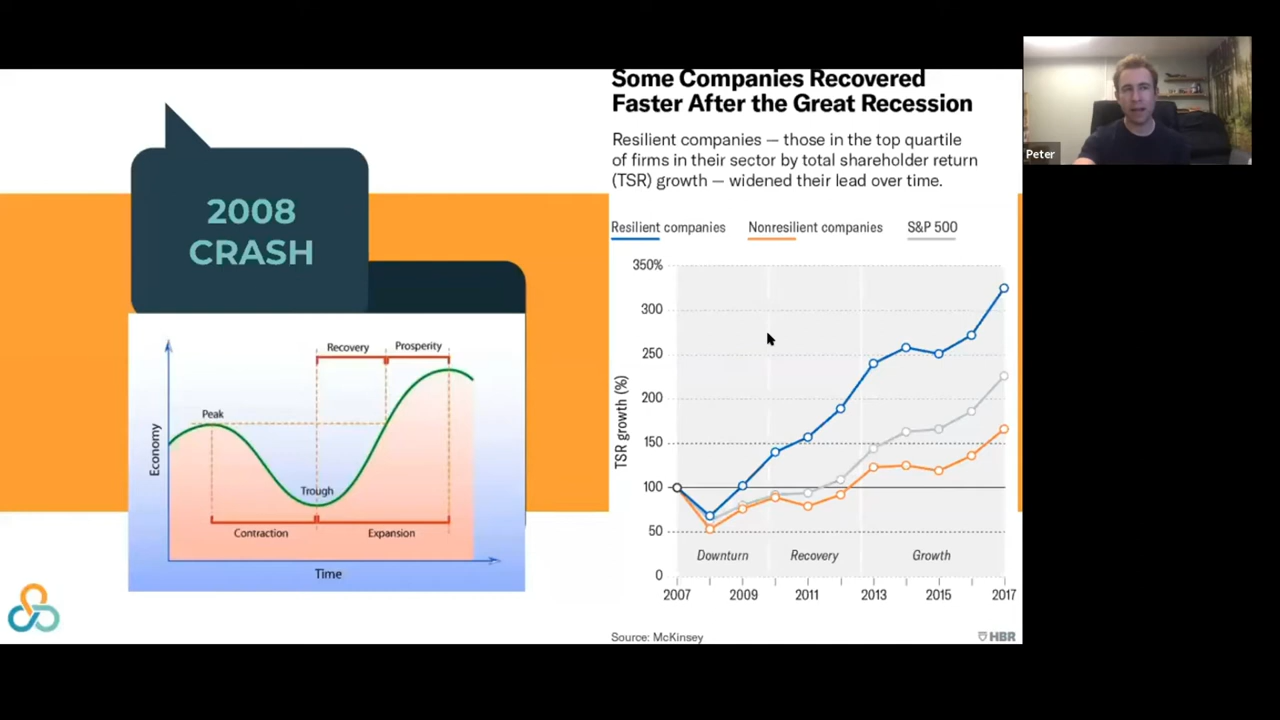 2008
CRASH
Peak
Recovery
Prosperity
Trough
Contraction
Expansion
Economy
Time
Some Companies Recovered
Faster After the Great Recession
Resilient companies — those in the top quartile
of firms in their sector by total shareholder return
(TSR) growth — widened their lead over time.
Resilient companies Nonresilient companies S&P 500
350%
300
250
200
150
100
50
0
TSR growth (%)
Downturn Recovery Growth
2007 2009 2011 2013 2015 2017
Source: McKinsey
HBR
Peter